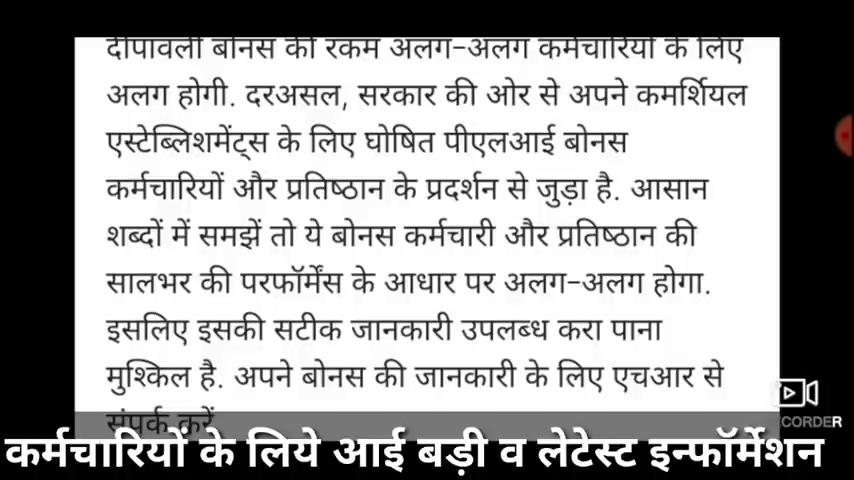 दीपावली बोनस की रकम अलग-अलग कर्मचारियों के लिए
अलग होगी. दरअसल, सरकार की ओर से अपने कमर्शियल
एस्टेब्लिशमेंट्स के लिए घोषित पीएलआई बोनस
कर्मचारियों और प्रतिष्ठान के प्रदर्शन से जुड़ा है. आसान
शब्दों में समझें तो ये बोनस कर्मचारी और प्रतिष्ठान की
सालभर की परफॉर्मेंस के आधार पर अलग-अलग होगा.
इसलिए इसकी सटीक जानकारी उपलब्ध करा पाना
मुश्किल है. अपने बोनस की जानकारी के लिए एचआर से
संपर्क करें
CORDER
कर्मचारियों के लिये आई बड़ी व लेटेस्ट इन्फॉर्मेशन